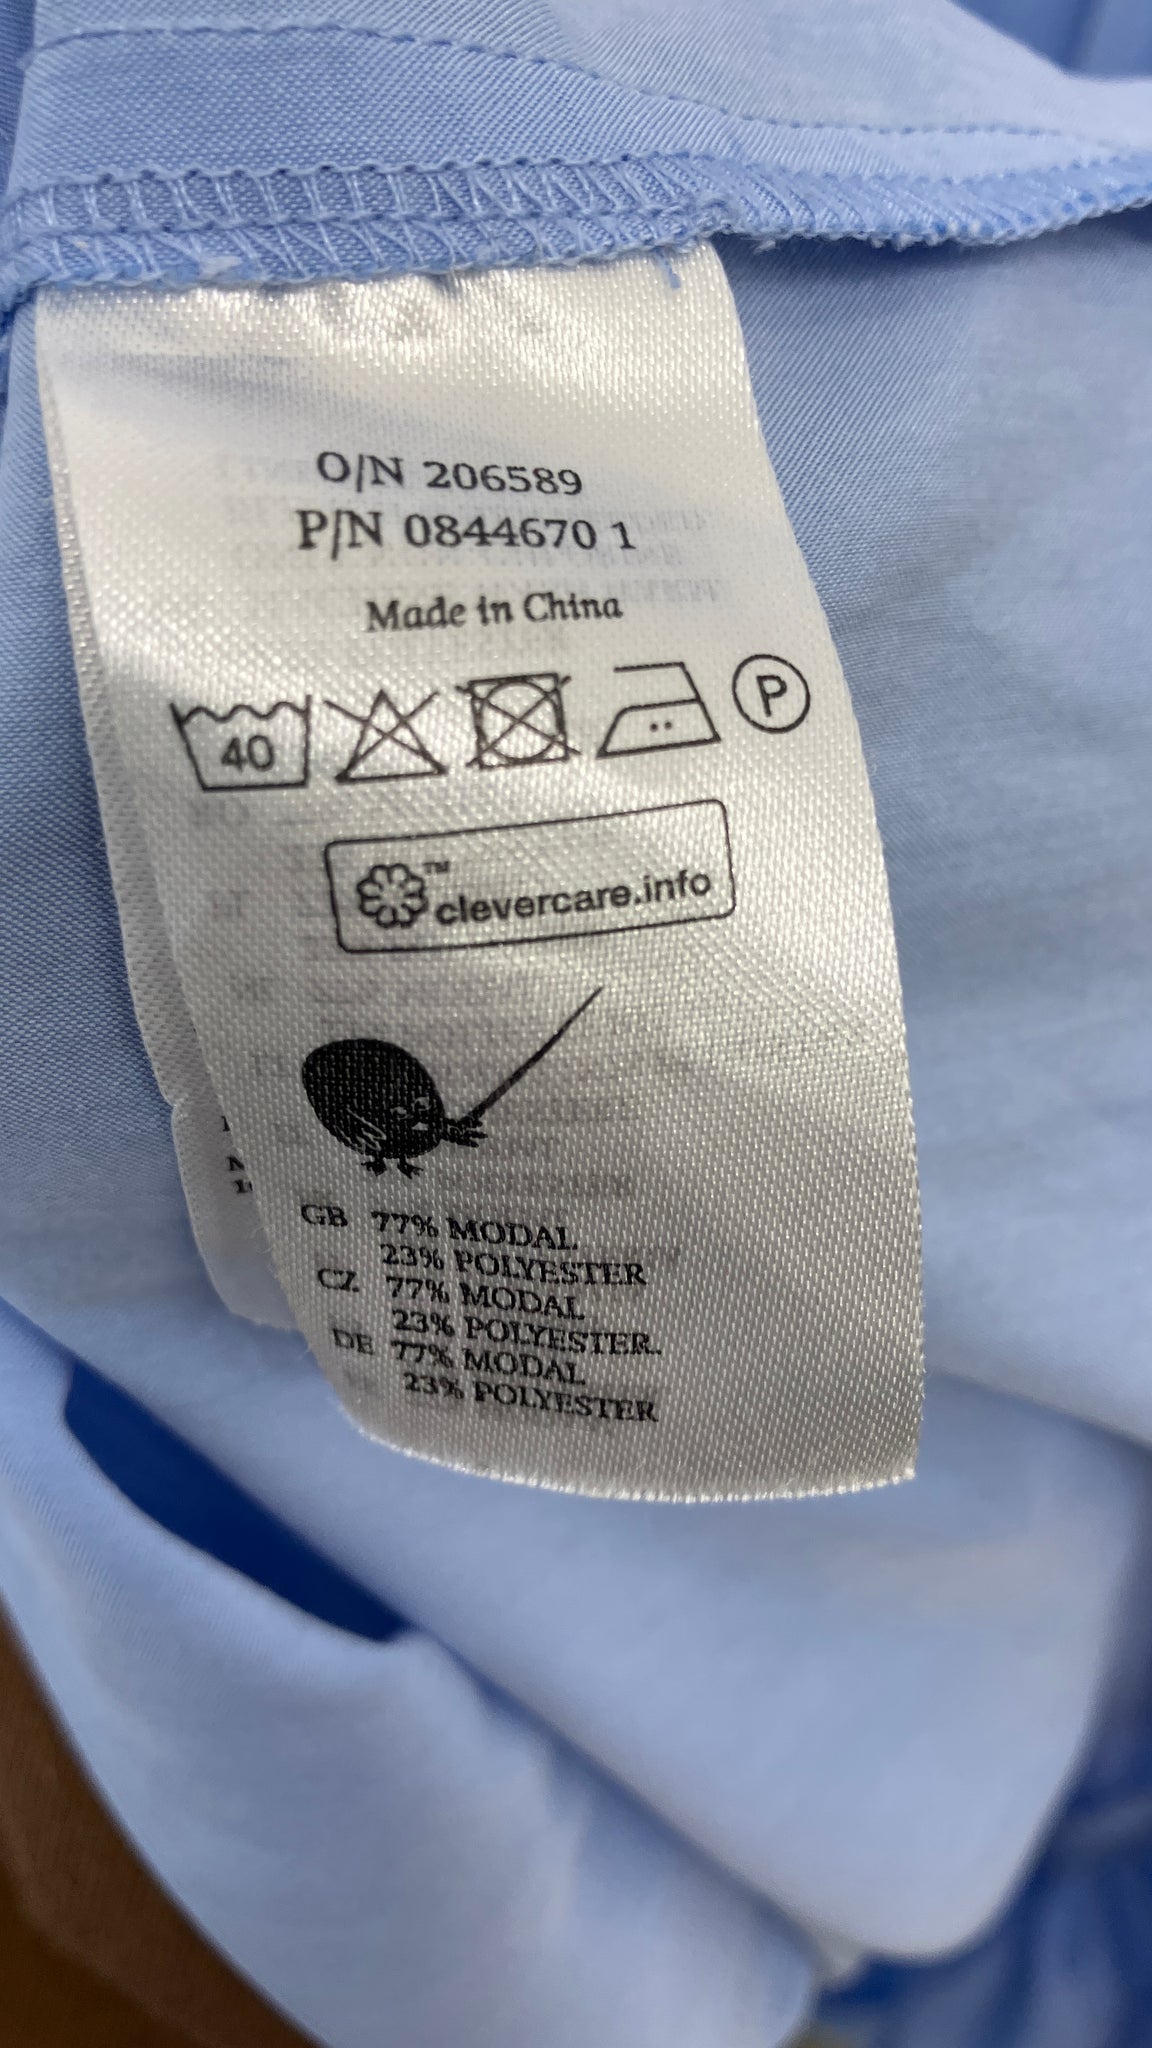 O/N 206589
P/N 0844670 1
Made in China
40
P
™
clevercare.info
GB 77% MODAL
23% POLYESTER
CZ 77% MODAL
23% POLYESTER.
DE 77% MODAL
23% POLYESTER